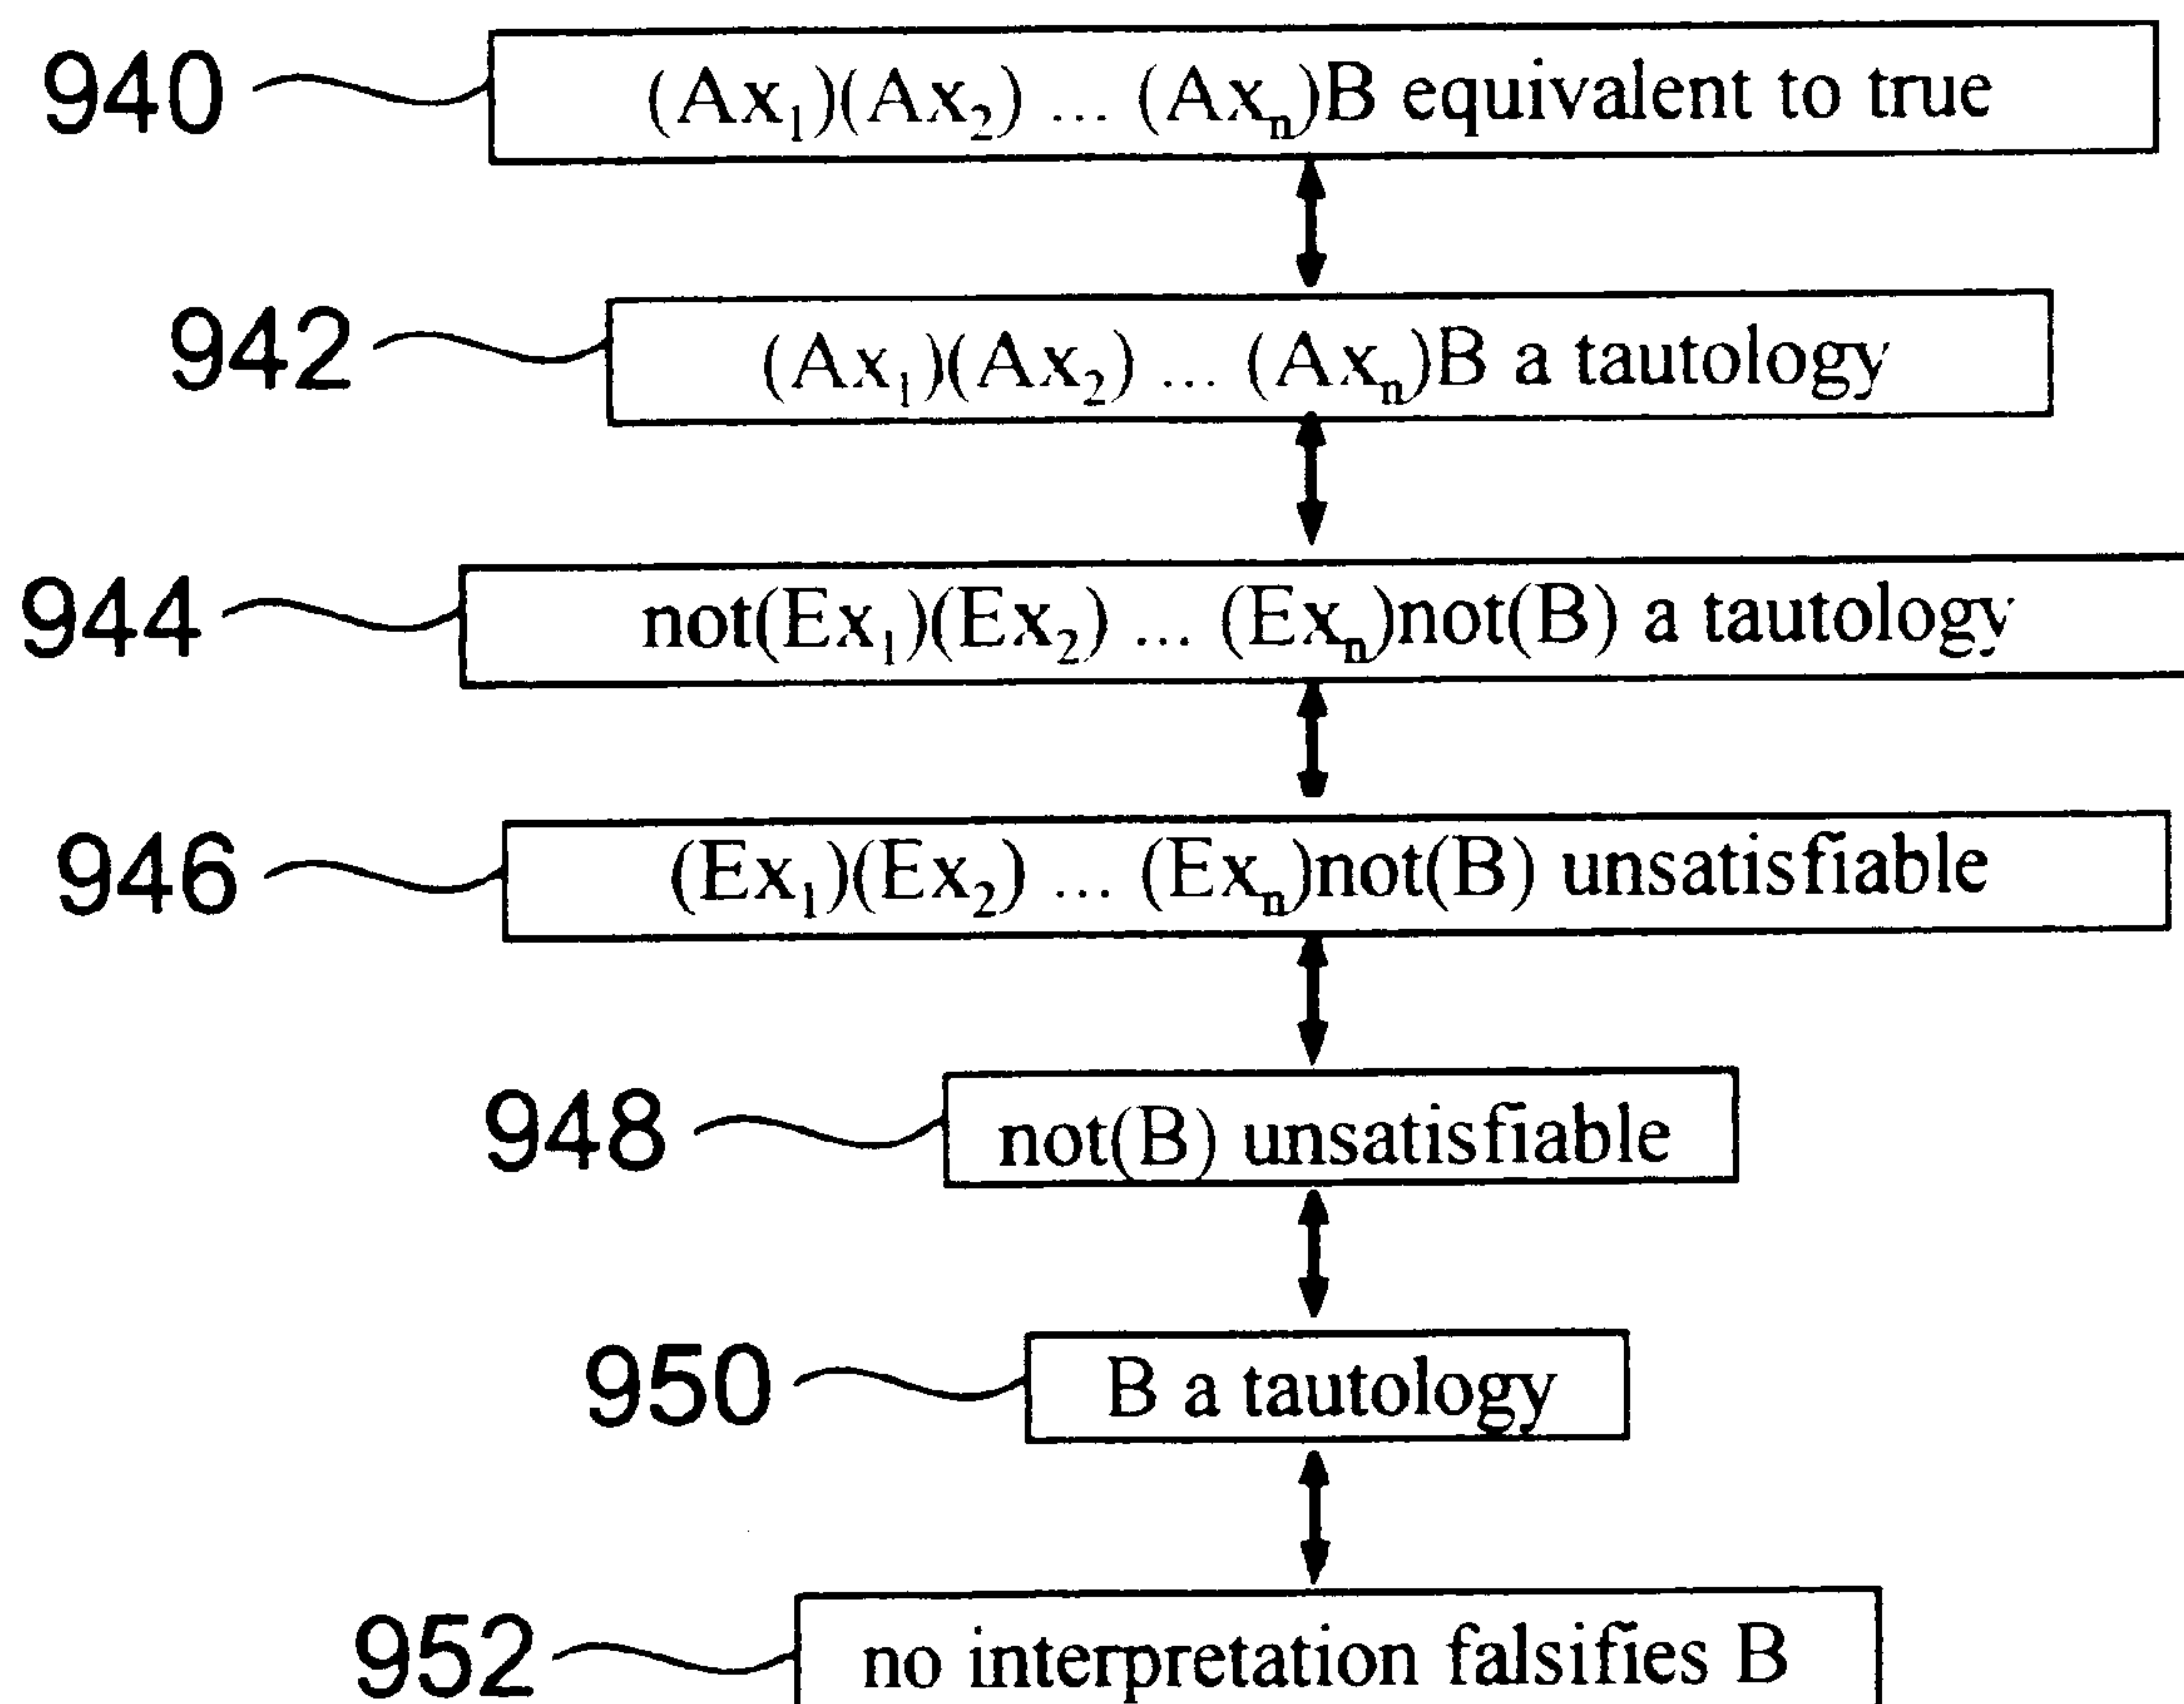 940 (Ax₁)(Ax₂) ... (Axₙ)B equivalent to true
942 (Ax₁)(Ax₂) ... (Axₙ)B a tautology
944 not(Ex₁)(Ex₂) ... (Exₙ)not(B) a tautology
946 (Ex₁)(Ex₂) ... (Exₙ)not(B) unsatisfiable
948 not(B) unsatisfiable
950 B a tautology
952 no interpretation falsifies B